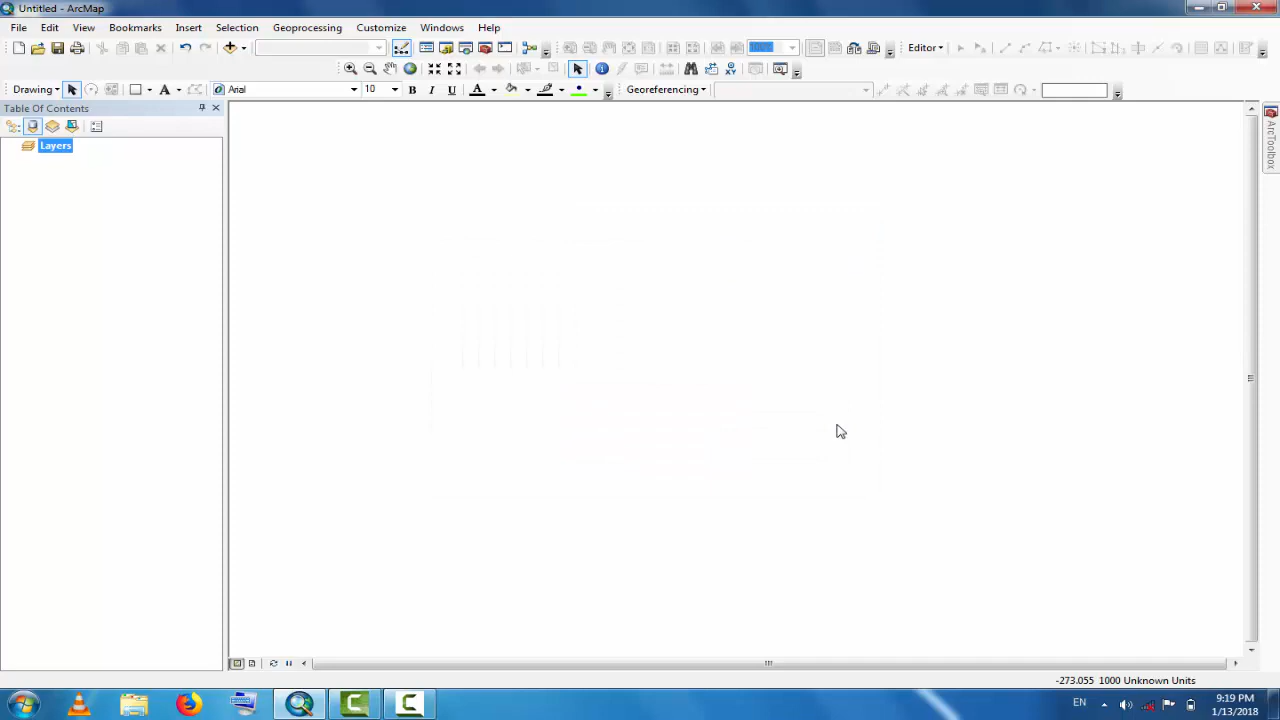 Untitled - ArcMap
File Edit View Bookmarks Insert Selection Geoprocessing Customize Windows Help
Editor
Drawing A Arial 10 B I U A Georeferencing
Table Of Contents
Layers
ArcToolbox
-273.055 1000 Unknown Units
EN 9:19 PM
1/13/2018